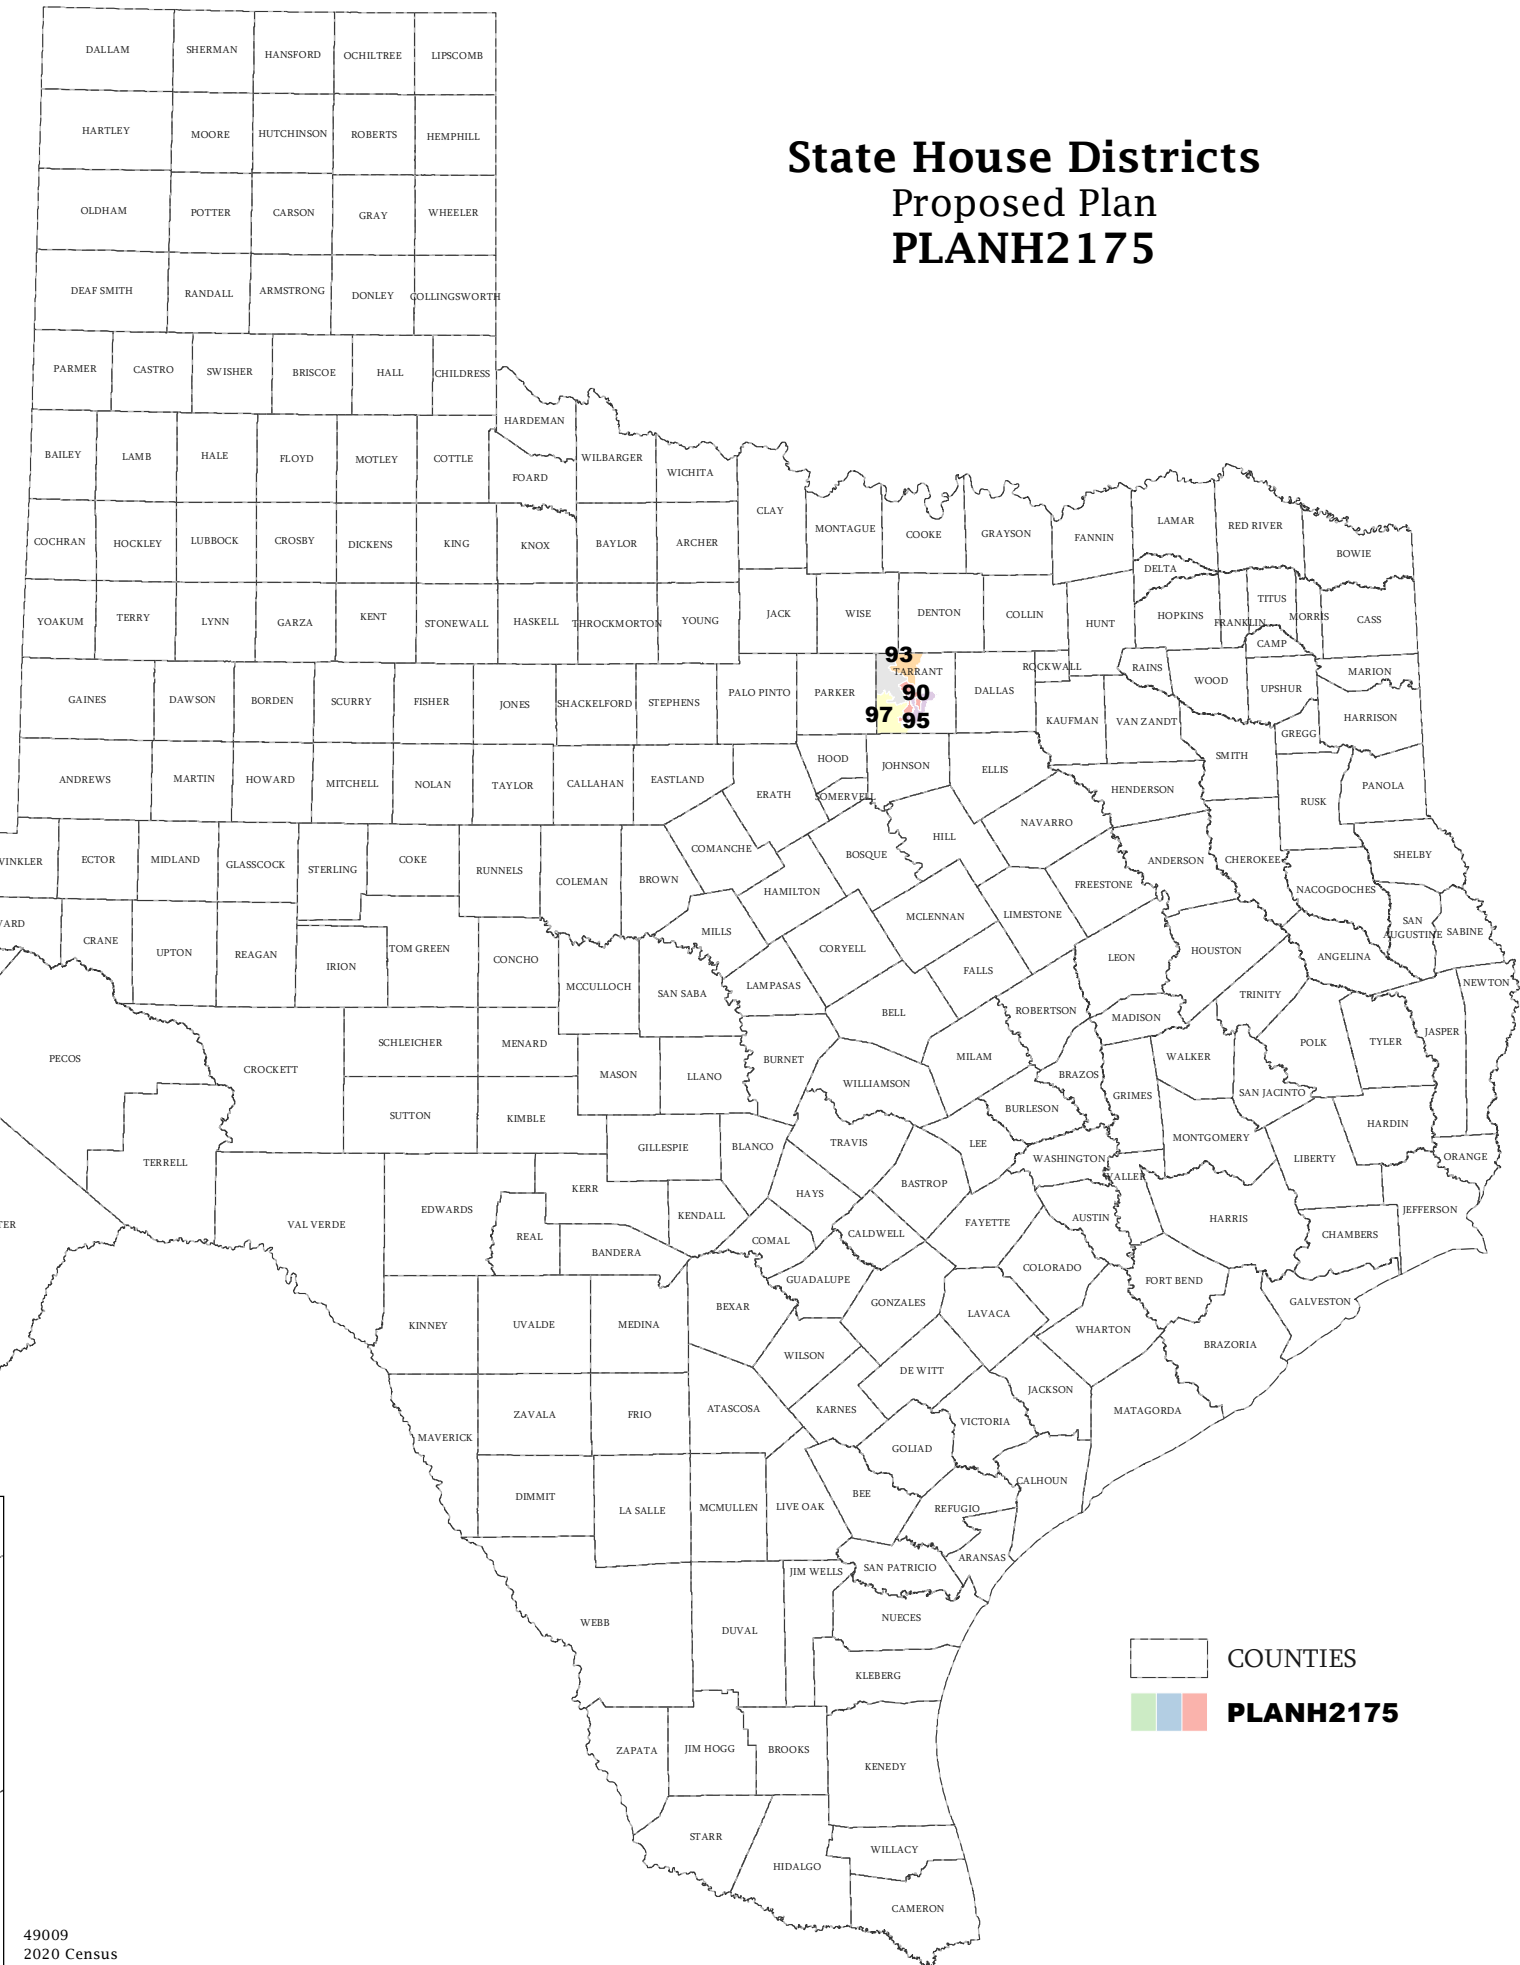 State House Districts
Proposed Plan
PLANH2175
DALLAM SHERMAN HANSFORD OCHILTREE LIPSCOMB
HARTLEY MOORE HUTCHINSON ROBERTS HEMPHILL
OLDHAM POTTER CARSON GRAY WHEELER
DEAF SMITH RANDALL ARMSTRONG DONLEY COLLINGSWORTH
PARMER CASTRO SWISHER BRISCOE HALL CHILDRESS
HARDEMAN
BAILEY LAMB HALE FLOYD MOTLEY COTTLE FOARD WILBARGER WICHITA
CLAY MONTAGUE COOKE GRAYSON FANNIN LAMAR RED RIVER BOWIE
COCHRAN HOCKLEY LUBBOCK CROSBY DICKENS KING KNOX BAYLOR ARCHER
DELTA
YOAKUM TERRY LYNN GARZA KENT STONEWALL HASKELL THROCKMORTON YOUNG JACK WISE DENTON COLLIN HUNT HOPKINS FRANKLIN TITUS MORRIS CASS
CAMP
93
TARRANT ROCKWALL RAINS WOOD UPSHUR MARION
GAINES DAWSON BORDEN SCURRY FISHER JONES SHACKELFORD STEPHENS PALO PINTO PARKER 90 DALLAS
97 95 KAUFMAN VAN ZANDT GREGG HARRISON
ANDREWS MARTIN HOWARD MITCHELL NOLAN TAYLOR CALLAHAN EASTLAND ERATH HOOD JOHNSON ELLIS HENDERSON SMITH RUSK PANOLA
SOMERVELL
INKLER ECTOR MIDLAND GLASSCOCK STERLING COKE RUNNELS COLEMAN BROWN COMANCHE BOSQUE HILL NAVARRO ANDERSON CHEROKEE SHELBY
HAMILTON FREESTONE NACOGDOCHES
ARD CRANE UPTON REAGAN IRION TOM GREEN CONCHO MILLS CORYELL MCLENNAN LIMESTONE HOUSTON SAN AUGUSTINE SABINE
MCCULLOCH SAN SABA LAMPASAS FALLS LEON ANGELINA
BELL ROBERTSON MADISON TRINITY NEWTON
PECOS CROCKETT SCHLEICHER MENARD MASON LLANO BURNET MILAM WALKER POLK TYLER JASPER
WILLIAMSON BRAZOS
SUTTON KIMBLE BURLESON GRIMES SAN JACINTO HARDIN
TERRELL GILLESPIE BLANCO TRAVIS LEE WASHINGTON MONTGOMERY LIBERTY ORANGE
WALLER
TER VAL VERDE EDWARDS KERR HAYS BASTROP
REAL KENDALL COMAL CALDWELL FAYETTE AUSTIN HARRIS CHAMBERS JEFFERSON
BANDERA GUADALUPE COLORADO FORT BEND
KINNEY UVALDE MEDINA BEXAR GONZALES LAVACA WHARTON GALVESTON
WILSON DE WITT BRAZORIA
MAVERICK ZAVALA FRIO ATASCOSA KARNES VICTORIA JACKSON MATAGORDA
GOLIAD
DIMMIT LA SALLE MCMULLEN LIVE OAK BEE REFUGIO CALHOUN
ARANSAS
JIM WELLS SAN PATRICIO
WEBB DUVAL NUECES
KLEBERG
ZAPATA JIM HOGG BROOKS KENEDY
STARR HIDALGO WILLACY
CAMERON
COUNTIES
PLANH2175
49009
2020 Census